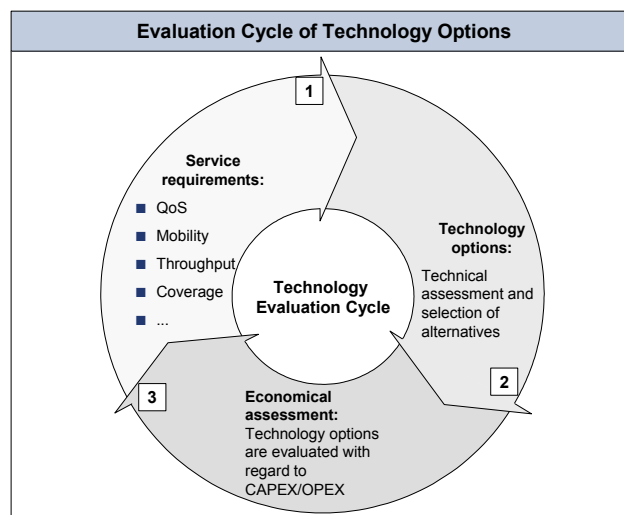 Evaluation Cycle of Technology Options
1
Service
requirements:
■ QoS
■ Mobility
■ Throughput
■ Coverage
■ ...
Technology
Evaluation Cycle
Technology
options:
Technical
assessment and
selection of
alternatives
2
Economical
assessment:
Technology options
are evaluated with
regard to
CAPEX/OPEX
3